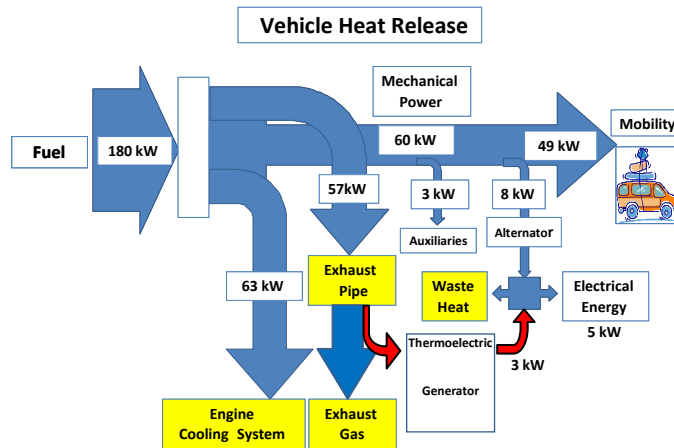 Vehicle Heat Release
Mechanical
Power
Mobility
Fuel
180 kW
60 kW
49 kW
57kW
3 kW
8 kW
Auxiliaries
Alternator
63 kW
Exhaust
Pipe
Waste
Heat
Electrical
Energy
5 kW
Thermoelectric
Generator
3 kW
Engine
Cooling System
Exhaust
Gas